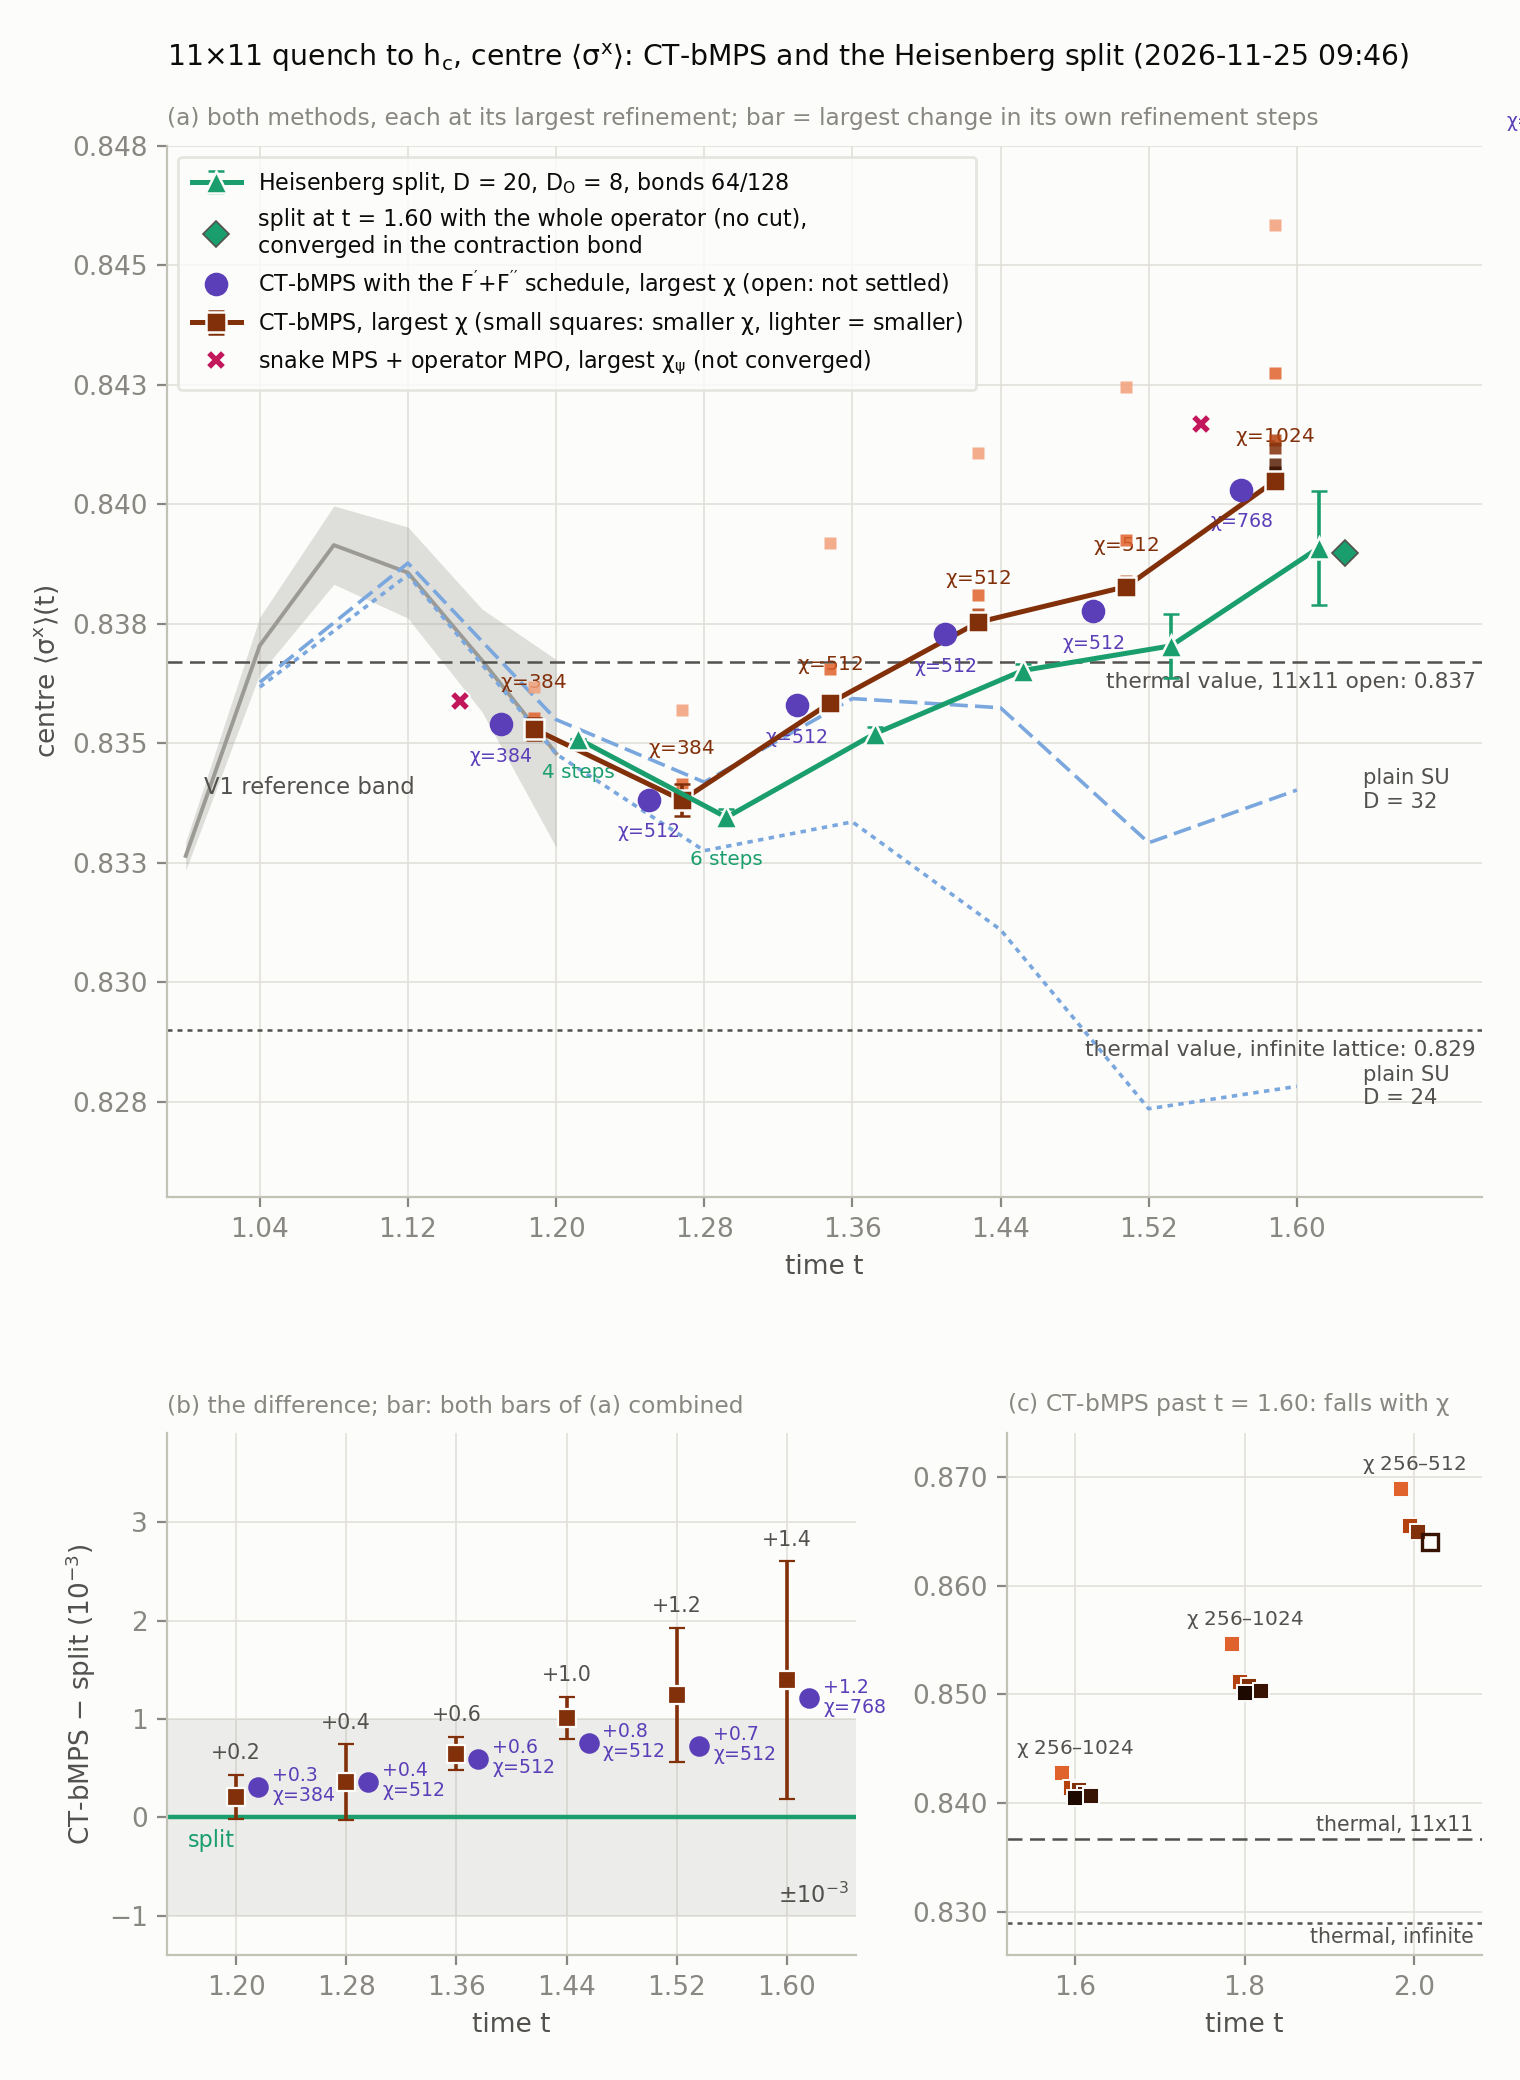 11×11 quench to h_c, centre ⟨σˣ⟩: CT-bMPS and the Heisenberg split (2026-11-25 09:46)
(a) both methods, each at its largest refinement; bar = largest change in its own refinement steps
χ=
0.848
0.845
0.843
0.840
0.838
0.835
0.833
0.830
0.828
centre ⟨σˣ⟩(t)
Heisenberg split, D = 20, D_O = 8, bonds 64/128
split at t = 1.60 with the whole operator (no cut),
converged in the contraction bond
CT-bMPS with the F′+F′′ schedule, largest χ (open: not settled)
CT-bMPS, largest χ (small squares: smaller χ, lighter = smaller)
snake MPS + operator MPO, largest χ_ψ (not converged)
χ=1024
χ=768
χ=512
χ=512
χ=512
χ=512
χ=512
χ=512
thermal value, 11x11 open: 0.837
χ=384
χ=384
χ=384
χ=512
4 steps
6 steps
V1 reference band
plain SU
D = 32
thermal value, infinite lattice: 0.829
plain SU
D = 24
1.04
1.12
1.20
1.28
1.36
1.44
1.52
1.60
time t
(b) the difference; bar: both bars of (a) combined
CT-bMPS − split (10⁻³)
3
2
1
0
−1
+0.2
+0.4
+0.6
+1.0
+1.2
+1.4
+0.3
χ=384
+0.4
χ=512
+0.6
χ=512
+0.8
χ=512
+0.7
χ=512
+1.2
χ=768
split
±10⁻³
1.20
1.28
1.36
1.44
1.52
1.60
time t
(c) CT-bMPS past t = 1.60: falls with χ
0.870
0.860
0.850
0.840
0.830
χ 256–512
χ 256–1024
χ 256–1024
thermal, 11x11
thermal, infinite
1.6
1.8
2.0
time t